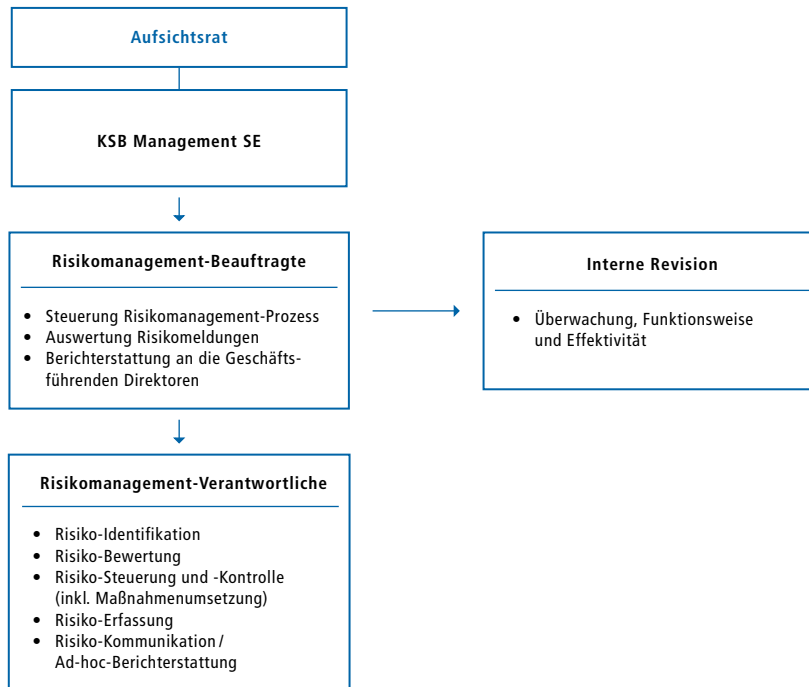 Aufsichtsrat
KSB Management SE
Risikomanagement-Beauftragte
• Steuerung Risikomanagement-Prozess
• Auswertung Risikomeldungen
• Berichterstattung an die Geschäfts-
führenden Direktoren
Interne Revision
• Überwachung, Funktionsweise
und Effektivität
Risikomanagement-Verantwortliche
• Risiko-Identifikation
• Risiko-Bewertung
• Risiko-Steuerung und -Kontrolle
(inkl. Maßnahmenumsetzung)
• Risiko-Erfassung
• Risiko-Kommunikation /
Ad-hoc-Berichterstattung